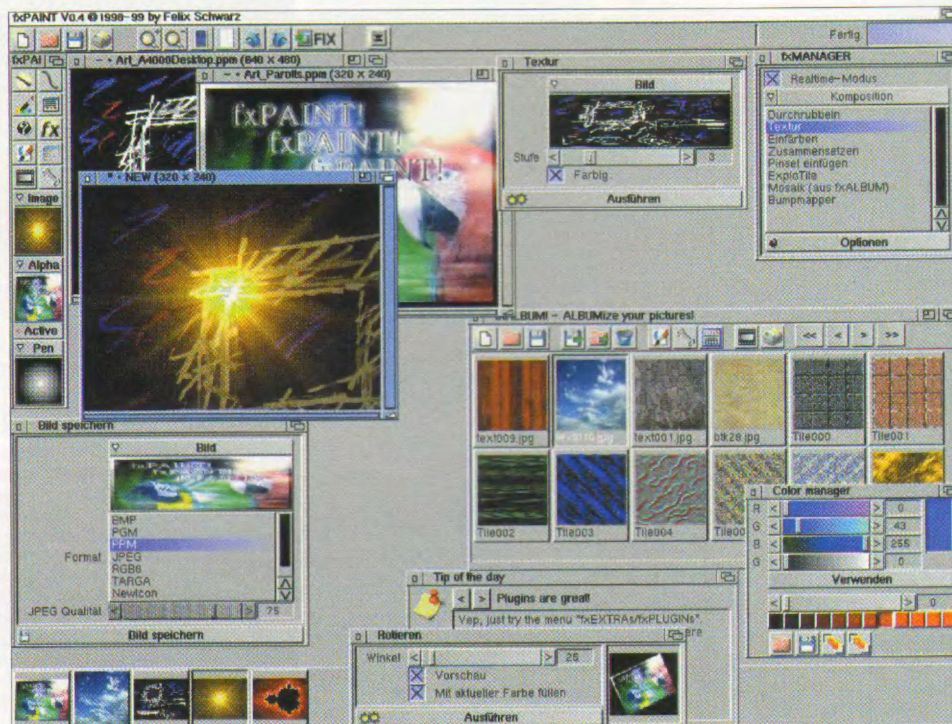 fxPAINT V0.4 © 1998-99 by Felix Schwarz
FIX
Fertig
fxPAI
fx
Image
Alpha
Active
Pen
Art_A4000Desktop.ppm (640 x 480)
Art_Parolts.ppm (320 x 240)
fxPAINT!
fxPAINT!
fxPAINT!
NEW (320 x 240)
Textur
Bild
Stufe
3
Farbig
Ausführen
fxMANAGER
Realtime-Modus
Komposition
Durchrubbeln
Textur
Einfärben
Zusammensetzen
Pinsel einfügen
ExploTile
Mosaik (aus fxALBUM)
Bumpmapper
Optionen
ALBUM! - ALBUMize your pictures!
<< < > >>
text009.jpg
text001.jpg
btk28.jpg
Tile000
Tile001
Tile002
Tile003
Tile004
Color manager
R < > 0
G < > 43
B < > 255
G < > 0
Verwunden
0
Bild speichern
Bild
Format
BMP
PGM
PPM
JPEG
RGB8
TARGA
NewIcon
JPEG Qualität < > 75
Bild speichern
Tip of the day
< > Plugins are great!
Yep, just try the menu "fxEXTRAs/fxPLUGINs".
Rotieren
Winkel < > 25
Vorschau
Mit aktueller Farbe füllen
Ausführen